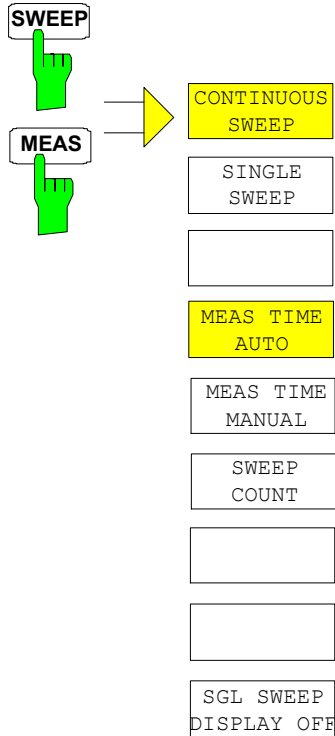 SWEEP
MEAS
CONTINUOUS
SWEEP
SINGLE
SWEEP
MEAS TIME
AUTO
MEAS TIME
MANUAL
SWEEP
COUNT
SGL SWEEP
DISPLAY OFF